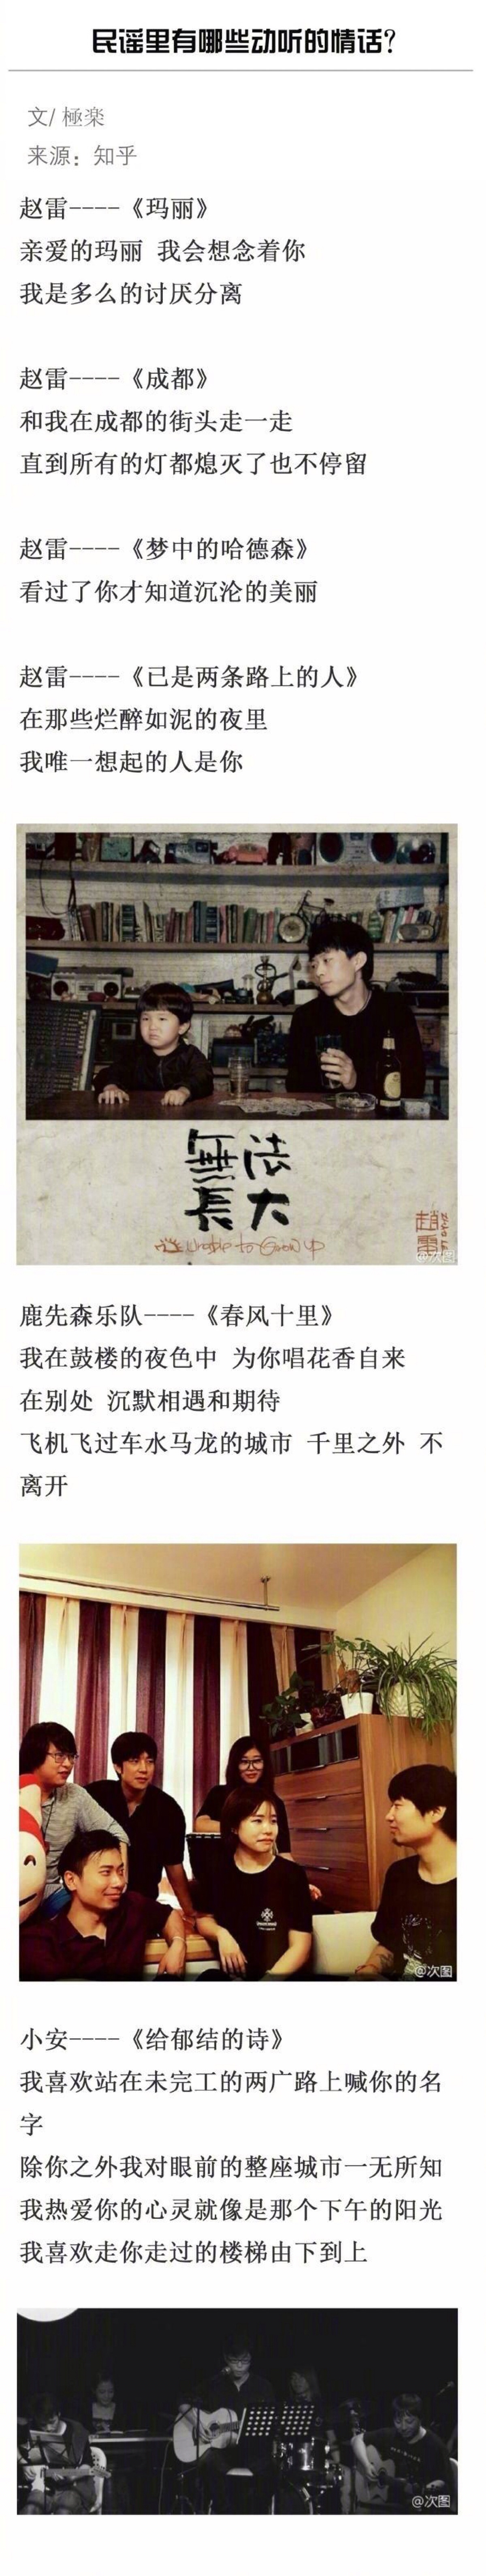 民谣里有哪些动听的情话？
文/ 極楽
来源：知乎
赵雷----《玛丽》
亲爱的玛丽 我会想念着你
我是多么的讨厌分离
赵雷----《成都》
和我在成都的街头走一走
直到所有的灯都熄灭了也不停留
赵雷----《梦中的哈德森》
看过了你才知道沉沦的美丽
赵雷----《已是两条路上的人》
在那些烂醉如泥的夜里
我唯一想起的人是你
無法
長大
Unable to Grow up
趙雷
@次图
鹿先森乐队----《春风十里》
我在鼓楼的夜色中 为你唱花香自来
在别处 沉默相遇和期待
飞机飞过车水马龙的城市 千里之外 不
离开
@次图
小安----《给郁结的诗》
我喜欢站在未完工的两广路上喊你的名
字
除你之外我对眼前的整座城市一无所知
我热爱你的心灵就像是那个下午的阳光
我喜欢走你走过的楼梯由下到上
@次图